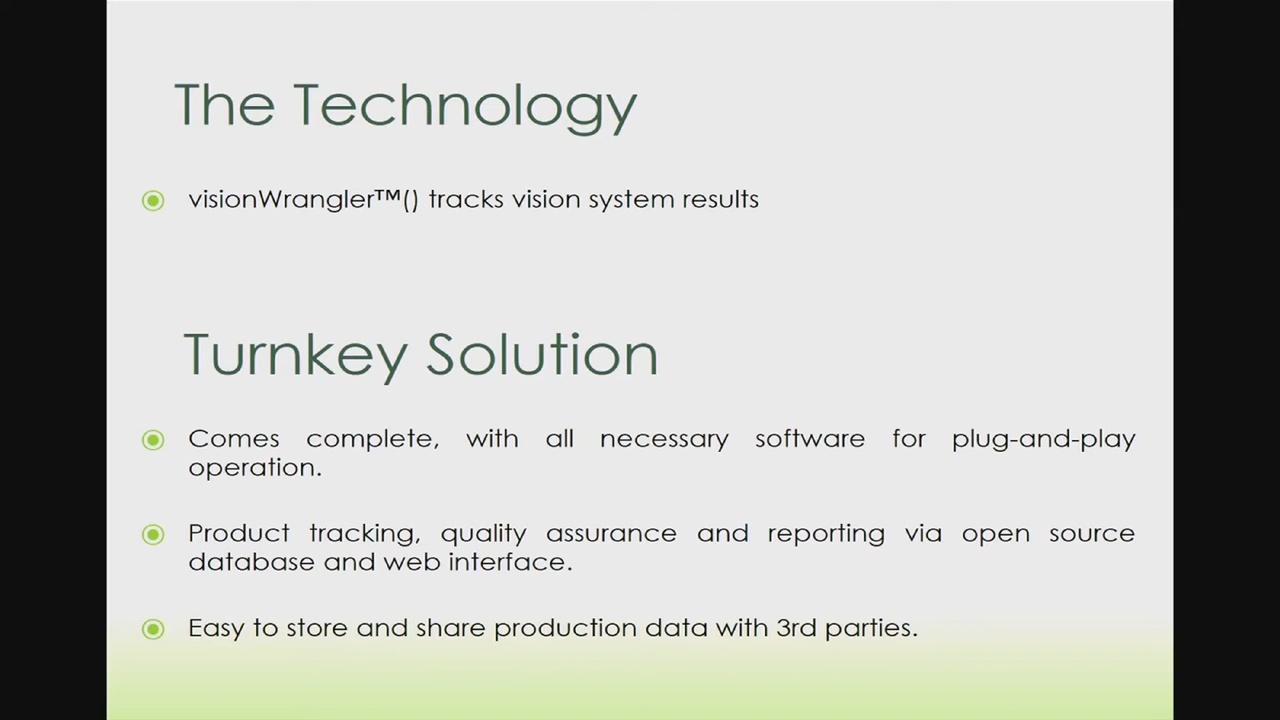 The Technology
visionWrangler™() tracks vision system results
Turnkey Solution
Comes complete, with all necessary software for plug-and-play
operation.
Product tracking, quality assurance and reporting via open source
database and web interface.
Easy to store and share production data with 3rd parties.